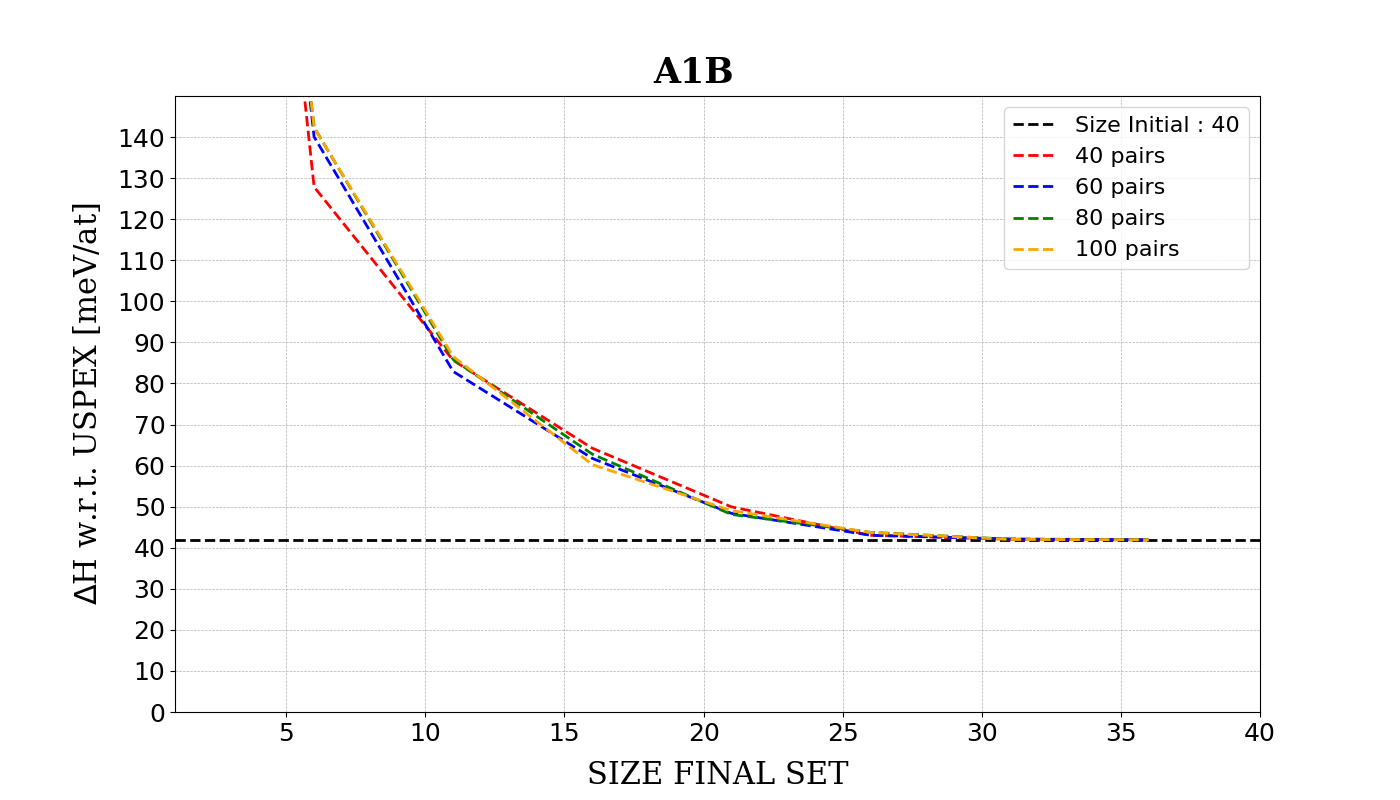 A1B
Size Initial : 40
40 pairs
60 pairs
80 pairs
100 pairs
ΔH w.r.t. USPEX [meV/at]
140
130
120
110
100
90
80
70
60
50
40
30
20
10
0
5 10 15 20 25 30 35 40
SIZE FINAL SET